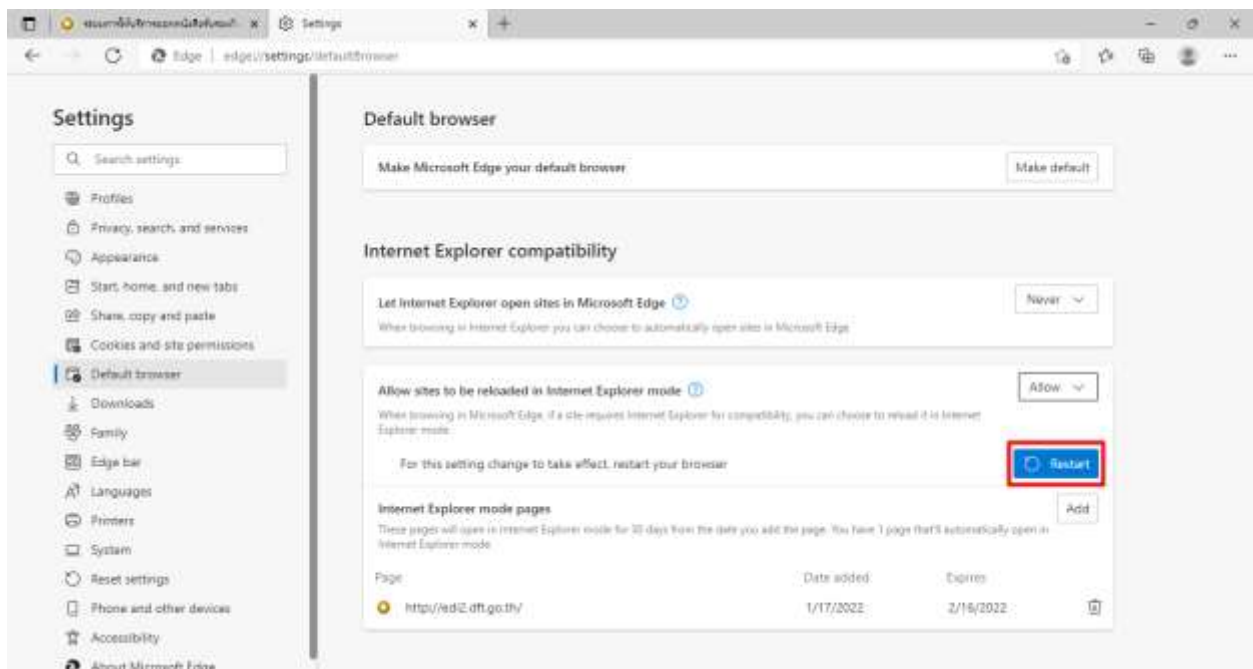 Settings
Edge | edge://settings/defaultbrowser
Settings
Search settings
Profiles
Privacy, search, and services
Appearance
Start, home, and new tabs
Share, copy and paste
Cookies and site permissions
Default browser
Downloads
Family
Edge bar
Languages
Printers
System
Reset settings
Phone and other devices
Accessibility
About Microsoft Edge
Default browser
Make Microsoft Edge your default browser
Make default
Internet Explorer compatibility
Let Internet Explorer open sites in Microsoft Edge
Never
When browsing in Internet Explorer you can choose to automatically open sites in Microsoft Edge
Allow sites to be reloaded in Internet Explorer mode
Allow
When browsing in Microsoft Edge, if a site requires Internet Explorer for compatibility, you can choose to reload it in Internet
Explorer mode
For this setting change to take effect, restart your browser
Restart
Internet Explorer mode pages
Add
These pages will open in Internet Explorer mode for 30 days from the date you add the page. You have 1 page that'll automatically open in
Internet Explorer mode
Page Date added Expires
http://edi2.dft.go.th/ 1/17/2022 2/16/2022